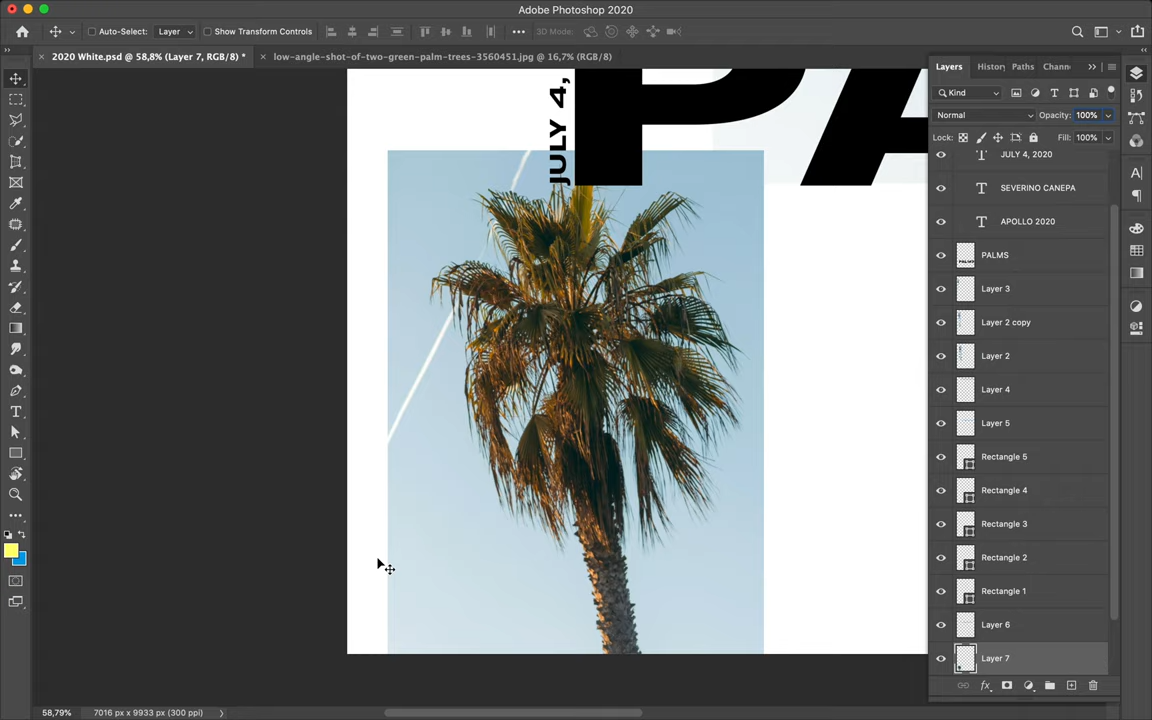 Adobe Photoshop 2020
Auto-Select:
Layer
Show Transform Controls
3D Mode:
2020 White.psd @ 58,8% (Layer 7, RGB/8) *
low-angle-shot-of-two-green-palm-trees-3560451.jpg @ 16,7% (RGB/8)
Layers
History
Paths
Chann
Kind
Normal
Opacity:
100%
Lock:
Fill:
100%
JULY 4, 2020
SEVERINO CANEPA
APOLLO 2020
PALMS
Layer 3
Layer 2 copy
Layer 2
Layer 4
Layer 5
Rectangle 5
Rectangle 4
Rectangle 3
Rectangle 2
Rectangle 1
Layer 6
Layer 7
JULY 4,
PA
58,79%
7016 px x 9933 px (300 ppi)